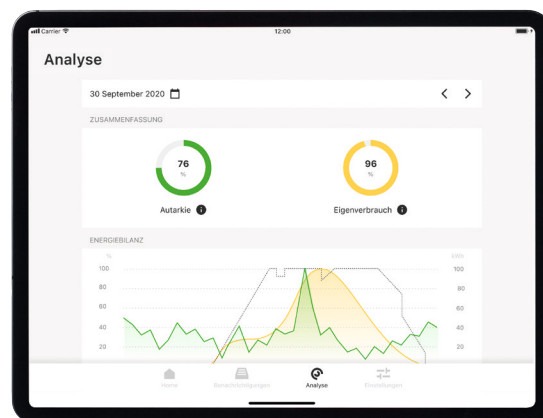 Carrier 12:00
Analyse
30 September 2020
ZUSAMMENFASSUNG
76 96
% %
Autarkie Eigenverbrauch
ENERGIEBILANZ
% kWh
100 100
80 80
60 60
40 40
20 20
Home Benachrichtigungen Analyse Einstellungen